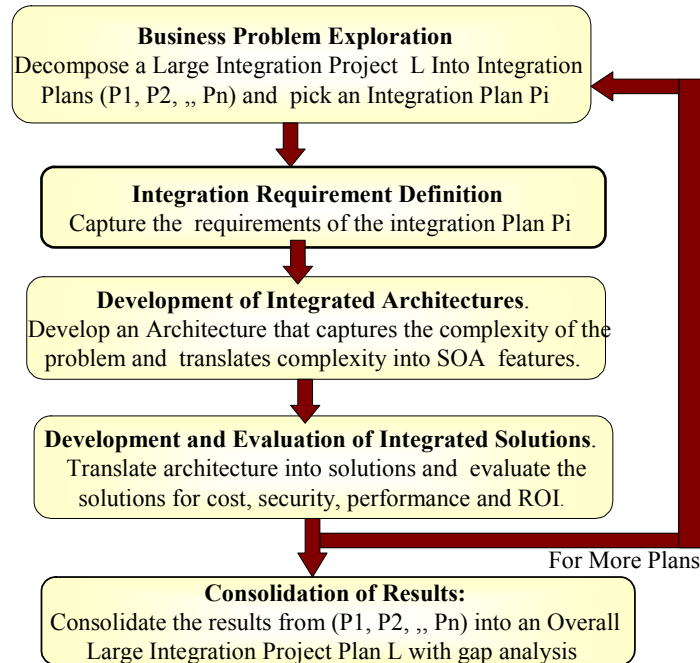 Business Problem Exploration
Decompose a Large Integration Project L Into Integration
Plans (P1, P2, ,, Pn) and pick an Integration Plan Pi
Integration Requirement Definition
Capture the requirements of the integration Plan Pi
Development of Integrated Architectures.
Develop an Architecture that captures the complexity of the
problem and translates complexity into SOA features.
Development and Evaluation of Integrated Solutions.
Translate architecture into solutions and evaluate the
solutions for cost, security, performance and ROI.
For More Plans
Consolidation of Results:
Consolidate the results from (P1, P2, ,, Pn) into an Overall
Large Integration Project Plan L with gap analysis